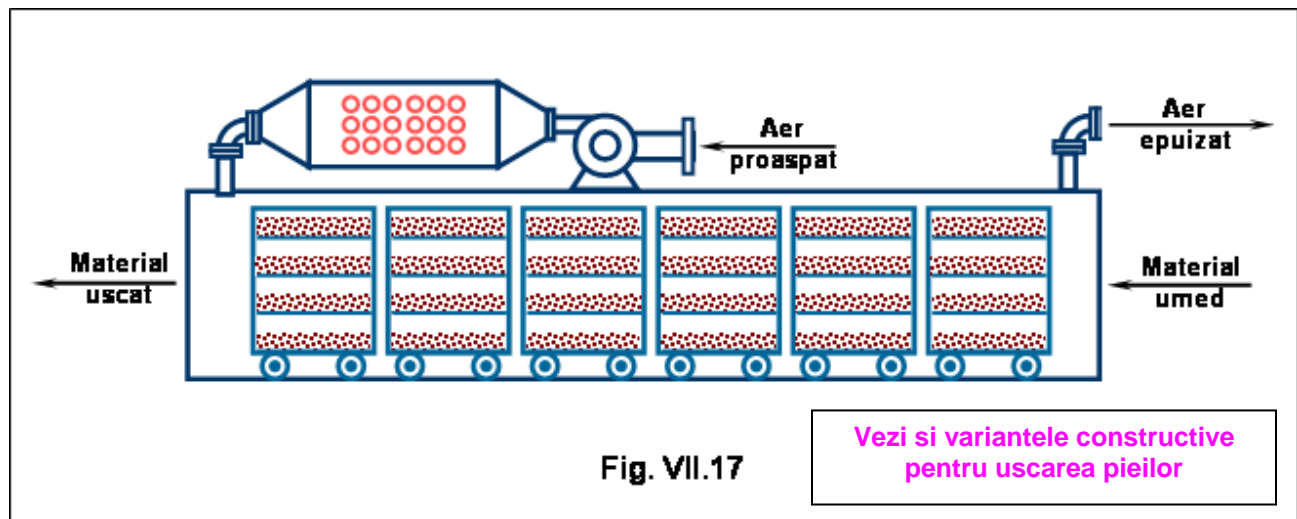 Aer
proaspat
Aer
epuizat
Material
uscat
Material
umed
Fig. VII.17
Vezi si variantele constructive
pentru uscarea pieilor